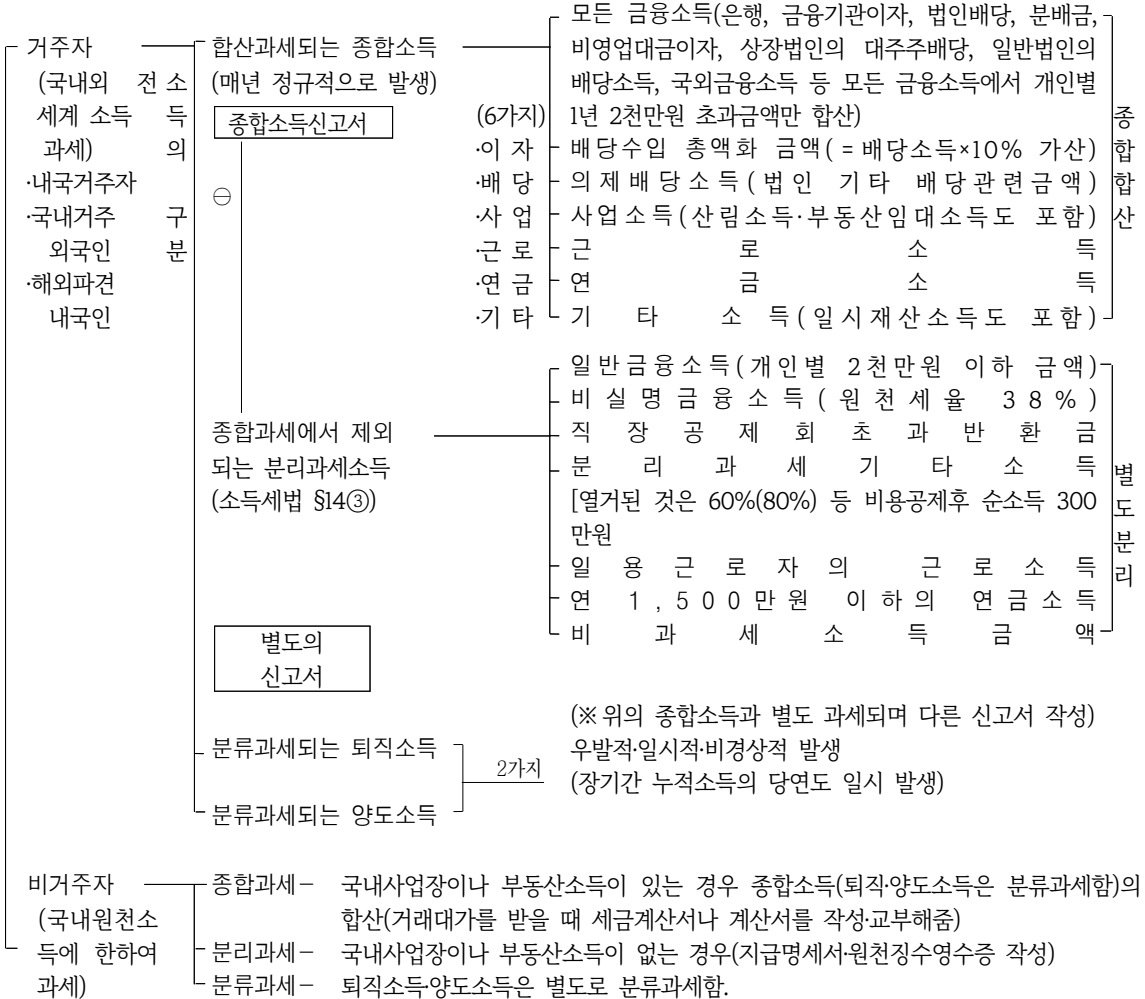 거주자
(국내외 전
세계 소득
과세)
·내국거주자
·국내거주
외국인
·해외파견
내국인
소
득
의
구
분
합산과세되는 종합소득
(매년 정규적으로 발생)
종합소득신고서
⊖
(6가지)
·이 자
·배 당
·사 업
·근 로
·연 금
·기 타
모든 금융소득(은행, 금융기관이자, 법인배당, 분배금,
비영업대금이자, 상장법인의 대주주배당, 일반법인의
배당소득, 국외금융소득 등 모든 금융소득에서 개인별
1년 2천만원 초과금액만 합산)
배당수입 총액화 금액(=배당소득×10% 가산)
의제배당소득(법인 기타 배당관련금액)
사업소득(산림소득·부동산임대소득도 포함)
근 로 소 득
연 금 소 득
기 타 소 득(일시재산소득도 포함)
종
합
합
산
종합과세에서 제외
되는 분리과세소득
(소득세법 §14③)
일반금융소득(개인별 2천만원 이하 금액)
비실명금융소득(원천세율 38%)
직 장 공 제 회 초 과 반 환 금
분 리 과 세 기 타 소 득
[열거된 것은 60%(80%) 등 비용공제후 순소득 300
만원
일 용 근 로 자 의 근 로 소 득
연 1,500만원 이하의 연금소득
비 과 세 소 득 금 액
별
도
분
리
별도의
신고서
분류과세되는 퇴직소득
분류과세되는 양도소득
2가지
(※위의 종합소득과 별도 과세되며 다른 신고서 작성)
우발적·일시적·비경상적 발생
(장기간 누적소득의 당연도 일시 발생)
비거주자
(국내원천소
득에 한하여
과세)
종합과세− 국내사업장이나 부동산소득이 있는 경우 종합소득(퇴직·양도소득은 분류과세함)의
합산(거래대가를 받을 때 세금계산서나 계산서를 작성·교부해줌)
분리과세− 국내사업장이나 부동산소득이 없는 경우(지급명세서·원천징수영수증 작성)
분류과세− 퇴직소득·양도소득은 별도로 분류과세함.